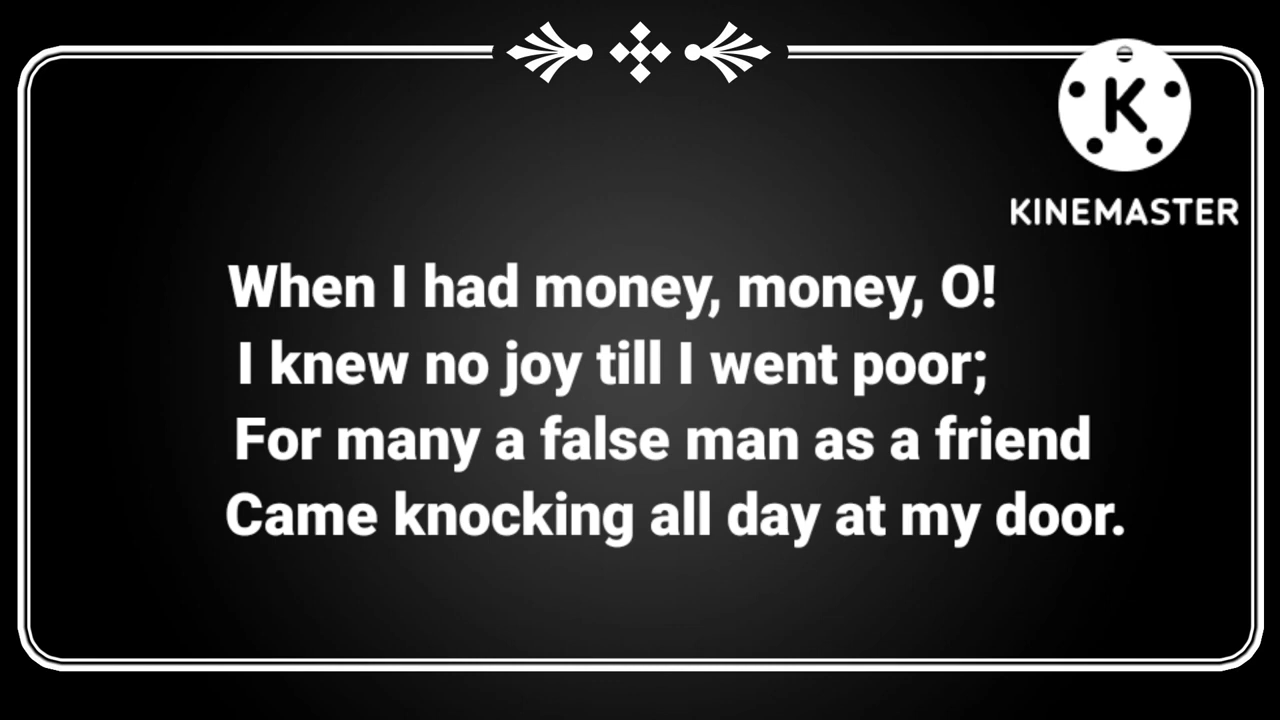 K
KINEMASTER
When I had money, money, O!
I knew no joy till I went poor;
For many a false man as a friend
Came knocking all day at my door.